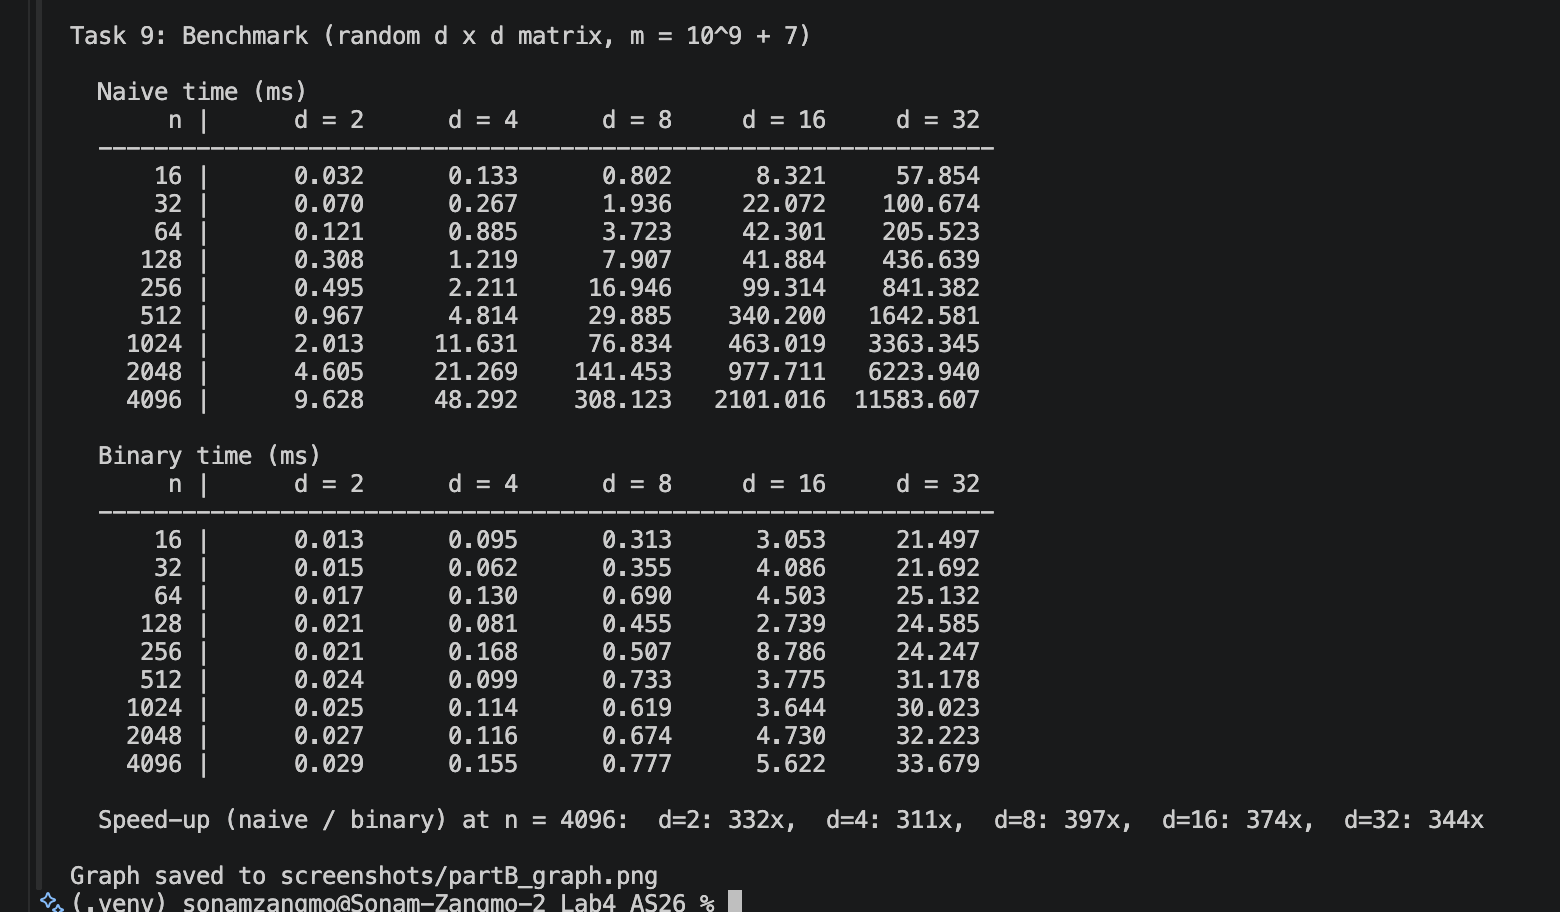 Task 9: Benchmark (random d x d matrix, m = 10^9 + 7)
Naive time (ms)
n | d = 2 d = 4 d = 8 d = 16 d = 32
----------------------------------------------------------------
16 | 0.032 0.133 0.802 8.321 57.854
32 | 0.070 0.267 1.936 22.072 100.674
64 | 0.121 0.885 3.723 42.301 205.523
128 | 0.308 1.219 7.907 41.884 436.639
256 | 0.495 2.211 16.946 99.314 841.382
512 | 0.967 4.814 29.885 340.200 1642.581
1024 | 2.013 11.631 76.834 463.019 3363.345
2048 | 4.605 21.269 141.453 977.711 6223.940
4096 | 9.628 48.292 308.123 2101.016 11583.607
Binary time (ms)
n | d = 2 d = 4 d = 8 d = 16 d = 32
----------------------------------------------------------------
16 | 0.013 0.095 0.313 3.053 21.497
32 | 0.015 0.062 0.355 4.086 21.692
64 | 0.017 0.130 0.690 4.503 25.132
128 | 0.021 0.081 0.455 2.739 24.585
256 | 0.021 0.168 0.507 8.786 24.247
512 | 0.024 0.099 0.733 3.775 31.178
1024 | 0.025 0.114 0.619 3.644 30.023
2048 | 0.027 0.116 0.674 4.730 32.223
4096 | 0.029 0.155 0.777 5.622 33.679
Speed-up (naive / binary) at n = 4096: d=2: 332x, d=4: 311x, d=8: 397x, d=16: 374x, d=32: 344x
Graph saved to screenshots/partB_graph.png
(.venv) sonamzangmo@Sonam-Zangmo-2 Lab4_AS26 %